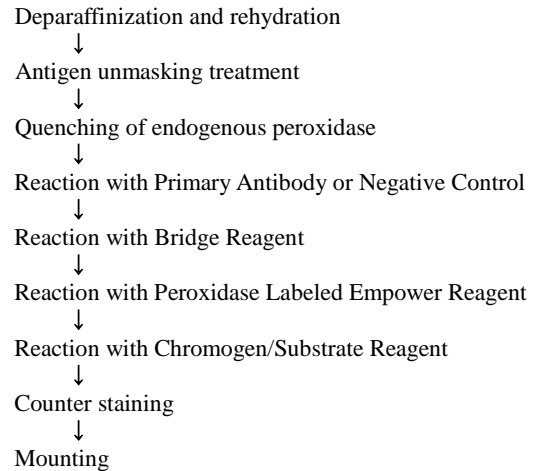 Deparaffinization and rehydration
↓
Antigen unmasking treatment
↓
Quenching of endogenous peroxidase
↓
Reaction with Primary Antibody or Negative Control
↓
Reaction with Bridge Reagent
↓
Reaction with Peroxidase Labeled Empower Reagent
↓
Reaction with Chromogen/Substrate Reagent
↓
Counter staining
↓
Mounting